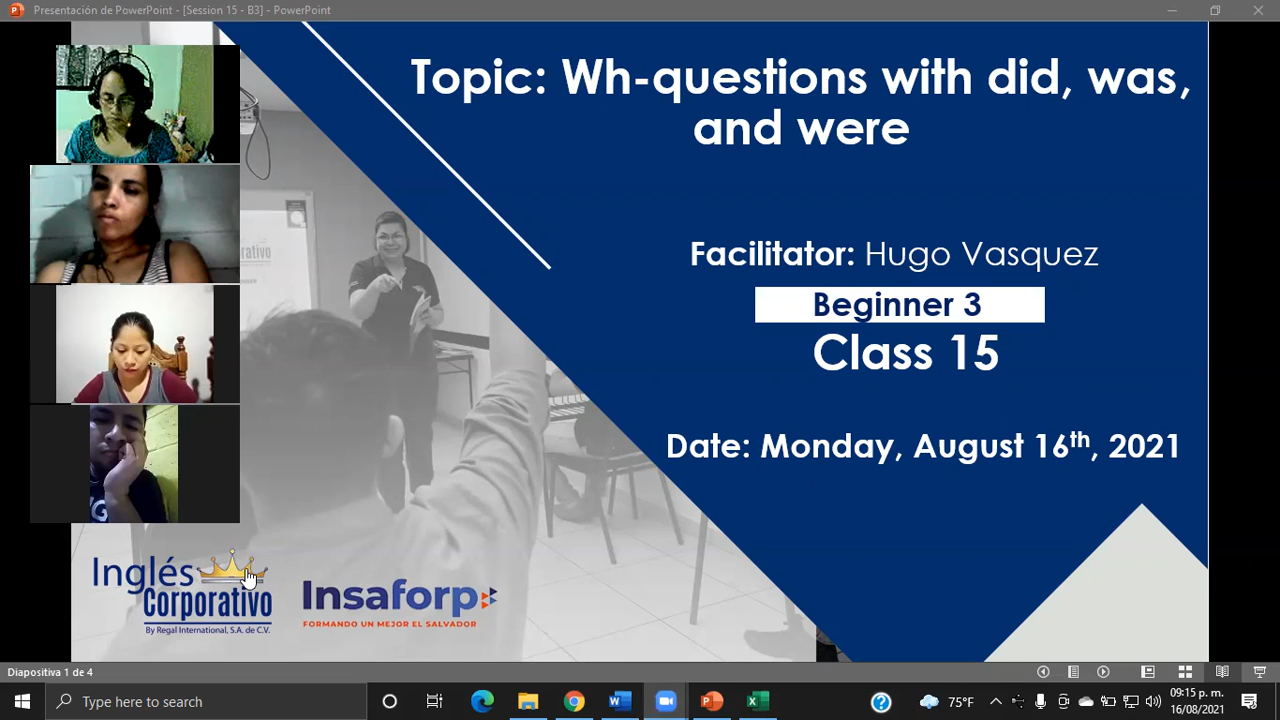 Presentación de PowerPoint - [Session 15 - B3] - PowerPoint
Topic: Wh-questions with did, was,
and were
Facilitator: Hugo Vasquez
Beginner 3
Class 15
Date: Monday, August 16th, 2021
Inglés
Corporativo
By Regal International, S.A. de C.V.
Insaforp
FORMANDO UN MEJOR EL SALVADOR
Diapositiva 1 de 4
Type here to search
75°F
09:15 p. m.
16/08/2021